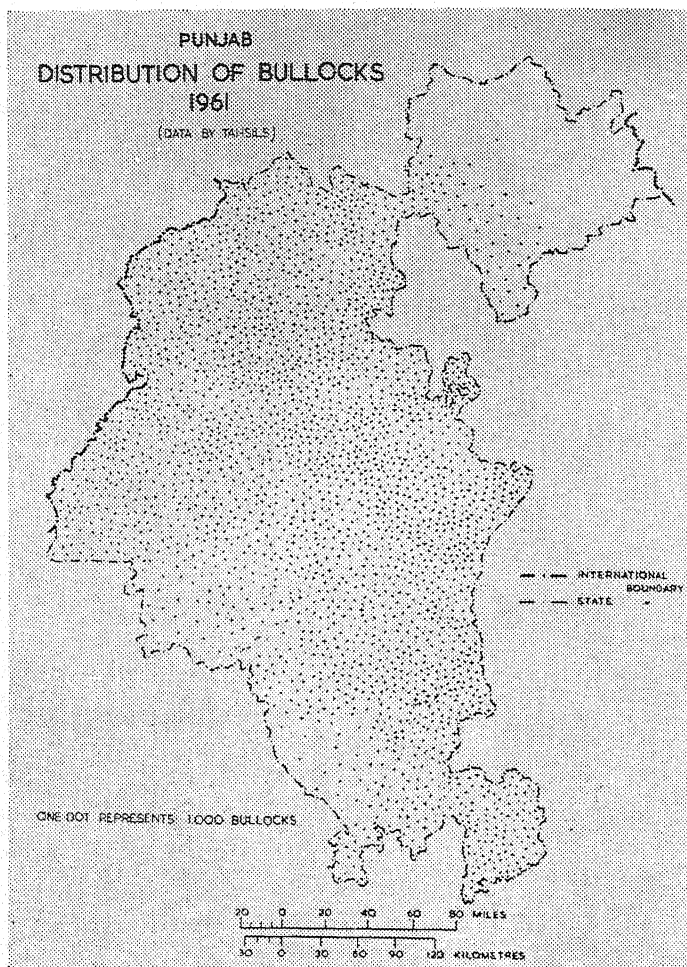 PUNJAB
DISTRIBUTION OF BULLOCKS
1961
(DATA BY TAHSILS)
INTERNATIONAL
BOUNDARY
STATE "
ONE DOT REPRESENTS 1,000 BULLOCKS
20 0 20 40 60 80 MILES
30 0 30 60 90 120 KILOMETRES